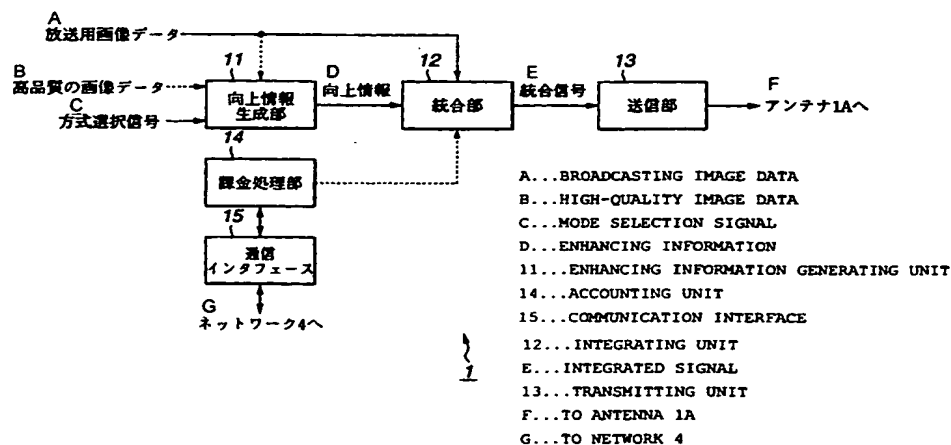 A
放送用画像データ
B
高品質の画像データ
C
方式選択信号
11
向上情報
生成部
D
向上情報
12
統合部
E
統合信号
13
送信部
F
アンテナ1Aへ
14
課金処理部
15
通信
インタフェース
G
ネットワーク4へ
1
A...BROADCASTING IMAGE DATA
B...HIGH-QUALITY IMAGE DATA
C...MODE SELECTION SIGNAL
D...ENHANCING INFORMATION
11...ENHANCING INFORMATION GENERATING UNIT
14...ACCOUNTING UNIT
15...COMMUNICATION INTERFACE
12...INTEGRATING UNIT
E...INTEGRATED SIGNAL
13...TRANSMITTING UNIT
F...TO ANTENNA 1A
G...TO NETWORK 4